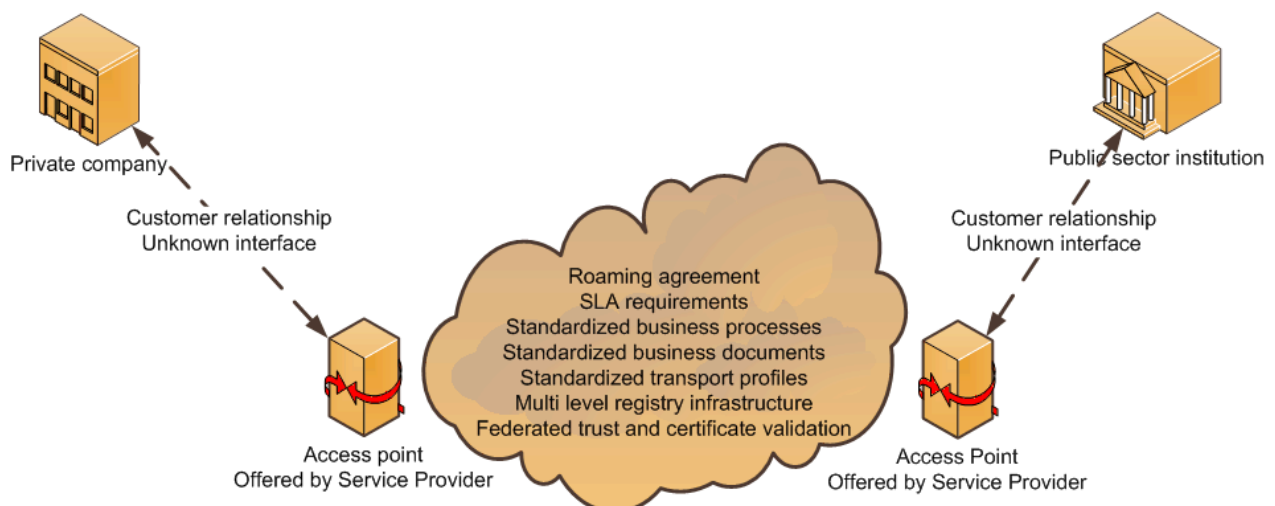 Private company
Public sector institution
Customer relationship
Unknown interface
Customer relationship
Unknown interface
Roaming agreement
SLA requirements
Standardized business processes
Standardized business documents
Standardized transport profiles
Multi level registry infrastructure
Federated trust and certificate validation
Access point
Offered by Service Provider
Access Point
Offered by Service Provider